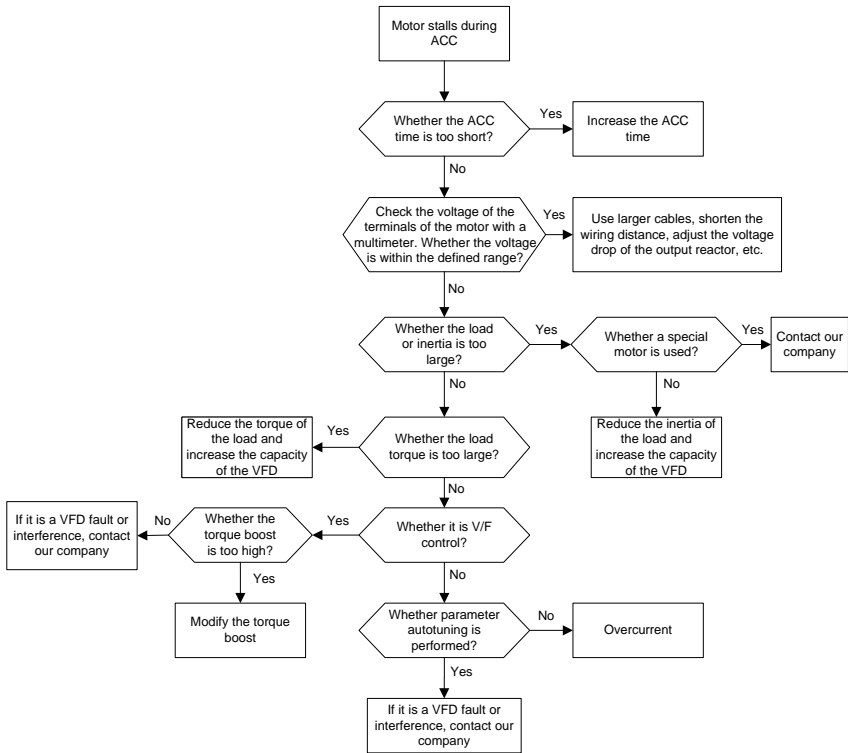 Motor stalls during
ACC
Whether the ACC
time is too short?
Yes
Increase the ACC
time
No
Check the voltage of the
terminals of the motor with a
multimeter. Whether the voltage
is within the defined range?
Yes
Use larger cables, shorten the
wiring distance, adjust the voltage
drop of the output reactor, etc.
No
Whether the load
or inertia is too
large?
Yes
Whether a special
motor is used?
Yes
Contact our
company
No
No
Reduce the torque of
the load and
increase the capacity
of the VFD
Yes
Whether the load
torque is too large?
Reduce the inertia of
the load and
increase the capacity
of the VFD
No
If it is a VFD fault or
interference, contact
our company
No
Whether the
torque boost
is too high?
Yes
Whether it is V/F
control?
Yes
No
Modify the torque
boost
Whether parameter
autotuning is
performed?
No
Overcurrent
Yes
If it is a VFD fault or
interference, contact our
company